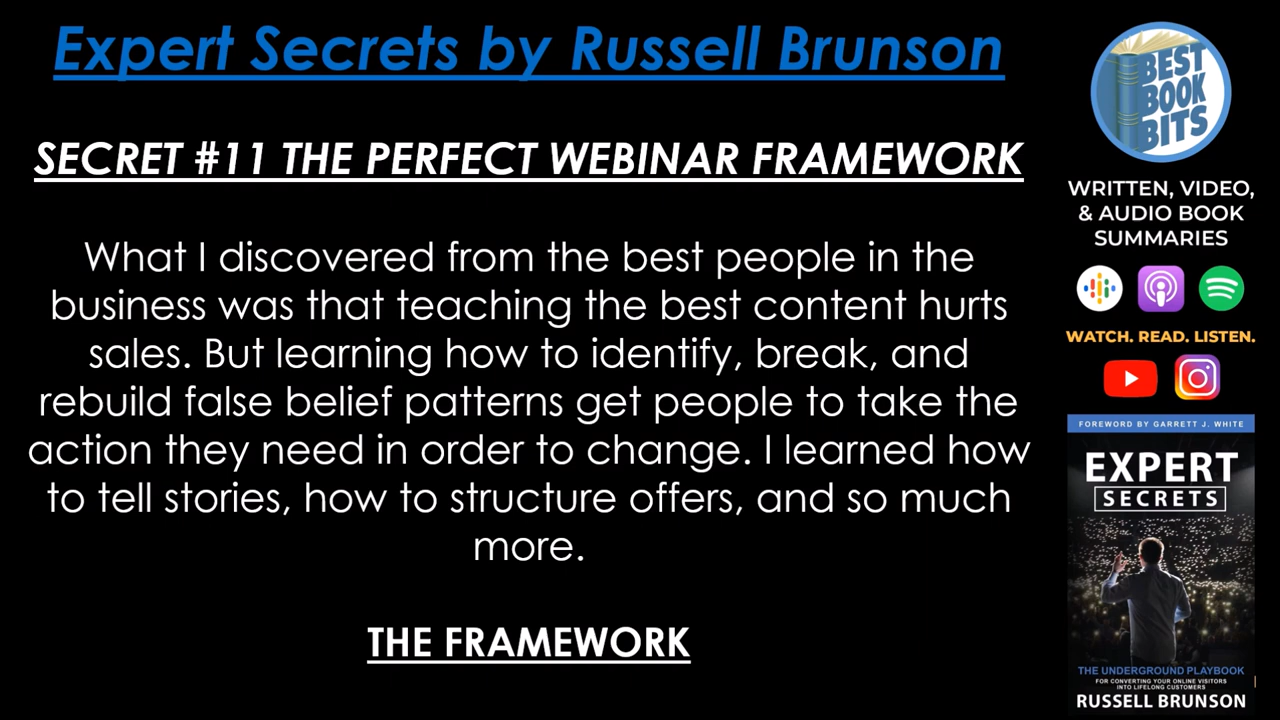 Expert Secrets by Russell Brunson
SECRET #11 THE PERFECT WEBINAR FRAMEWORK
What I discovered from the best people in the
business was that teaching the best content hurts
sales. But learning how to identify, break, and
rebuild false belief patterns get people to take the
action they need in order to change. I learned how
to tell stories, how to structure offers, and so much
more.
THE FRAMEWORK
BEST
BOOK
BITS
WRITTEN, VIDEO,
& AUDIO BOOK
SUMMARIES
WATCH. READ. LISTEN.
FOREWORD BY GARRETT J. WHITE
EXPERT
SECRETS
THE UNDERGROUND PLAYBOOK
FOR CONVERTING YOUR ONLINE VISITORS
INTO LIFELONG CUSTOMERS
RUSSELL BRUNSON